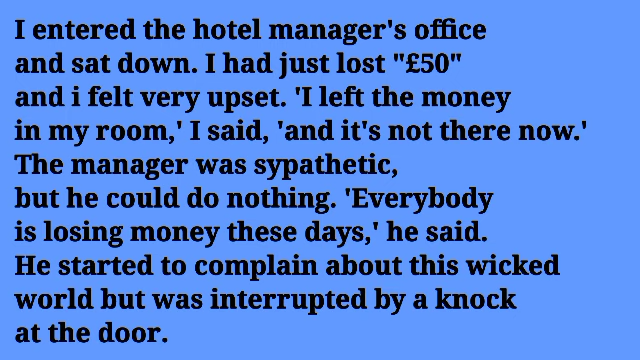 I entered the hotel manager's office
and sat down. I had just lost "£50"
and i felt very upset. 'I left the money
in my room,' I said, 'and it's not there now.'
The manager was sypathetic,
but he could do nothing. 'Everybody
is losing money these days,' he said.
He started to complain about this wicked
world but was interrupted by a knock
at the door.